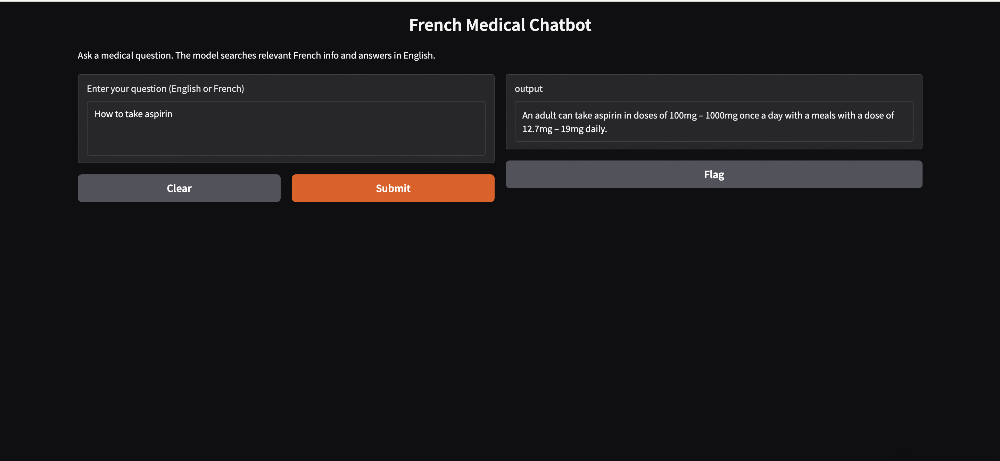 French Medical Chatbot
Ask a medical question. The model searches relevant French info and answers in English.
Enter your question (English or French)
How to take aspirin
Clear
Submit
output
An adult can take aspirin in doses of 100mg – 1000mg once a day with a meals with a dose of
12.7mg – 19mg daily.
Flag